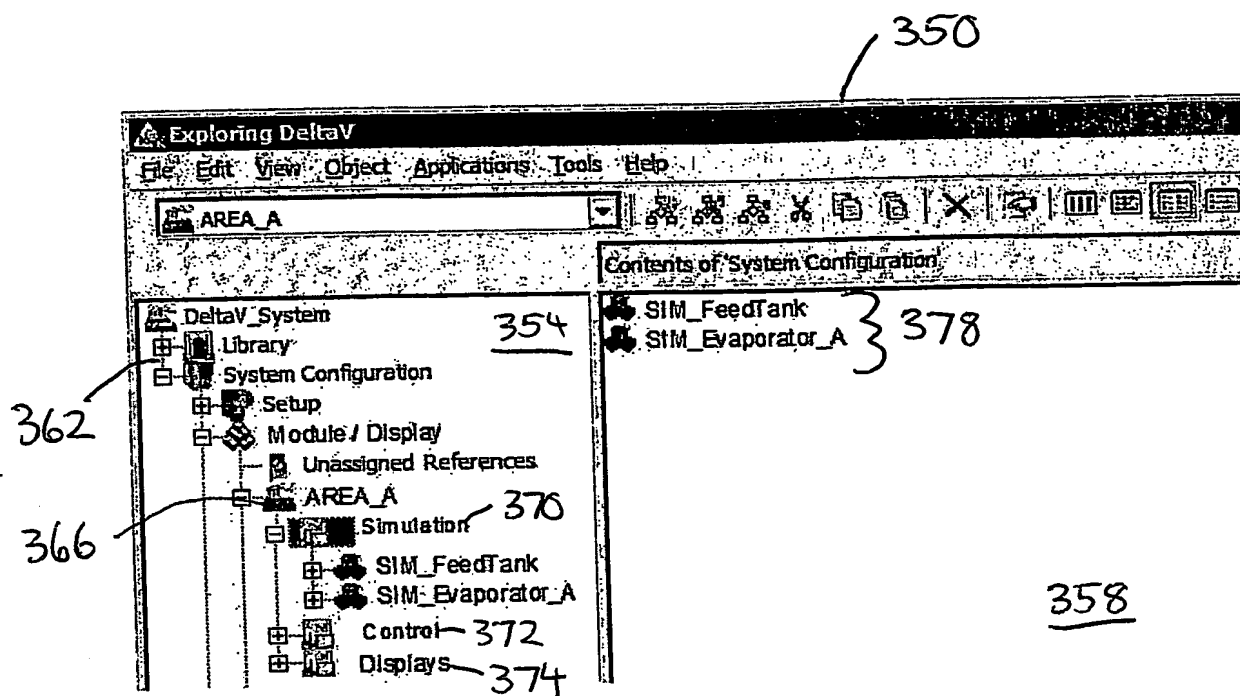 350
Exploring DeltaV
File Edit View Object Applications Tools Help
AREA_A
Contents of 'System Configuration'
DeltaV_System
354
Library
System Configuration
Setup
Module / Display
Unassigned References
AREA_A
Simulation 370
SIM_FeedTank
SIM_Evaporator_A
Control 372
Displays 374
362
366
SIM_FeedTank
SIM_Evaporator_A
378
358